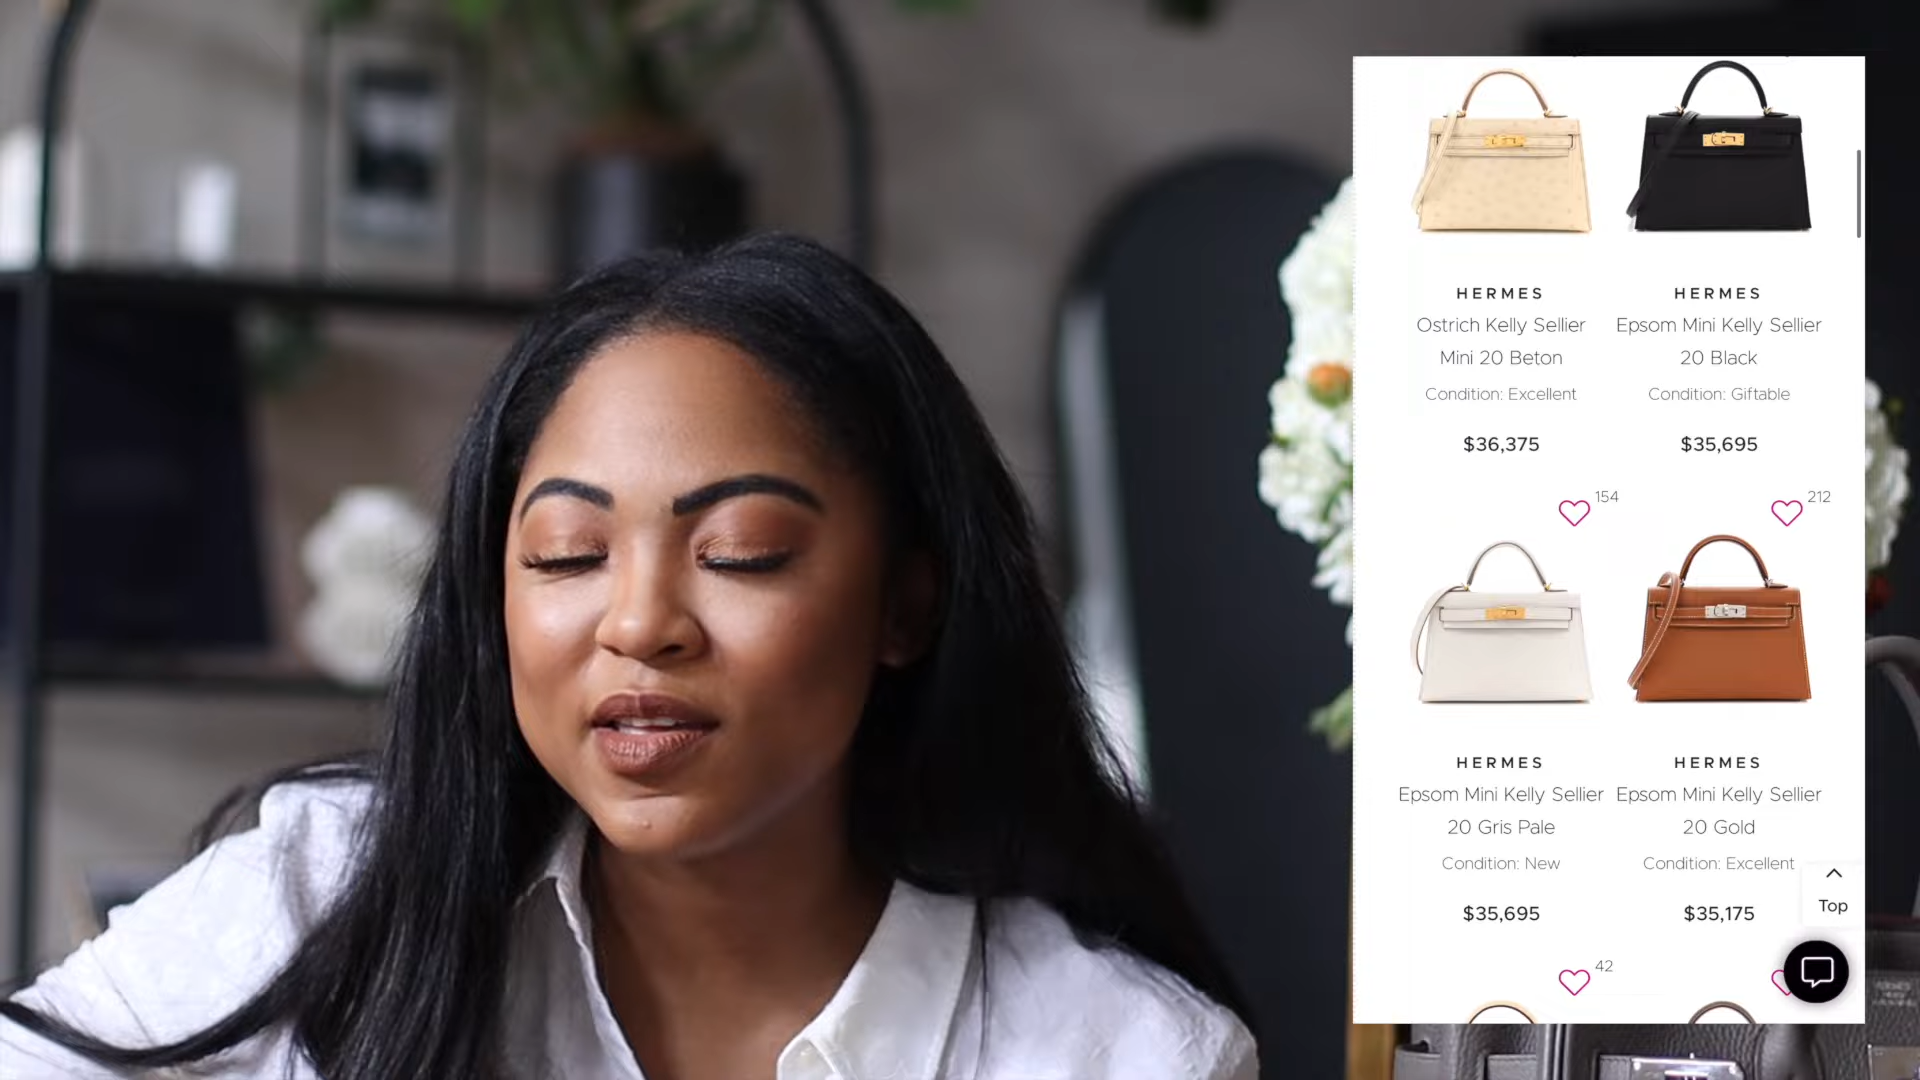 HERMES
Ostrich Kelly Sellier
Mini 20 Beton
Condition: Excellent
$36,375
HERMES
Epsom Mini Kelly Sellier
20 Black
Condition: Giftable
$35,695
154
212
HERMES
Epsom Mini Kelly Sellier
20 Gris Pale
Condition: New
$35,695
HERMES
Epsom Mini Kelly Sellier
20 Gold
Condition: Excellent
$35,175
Top
42